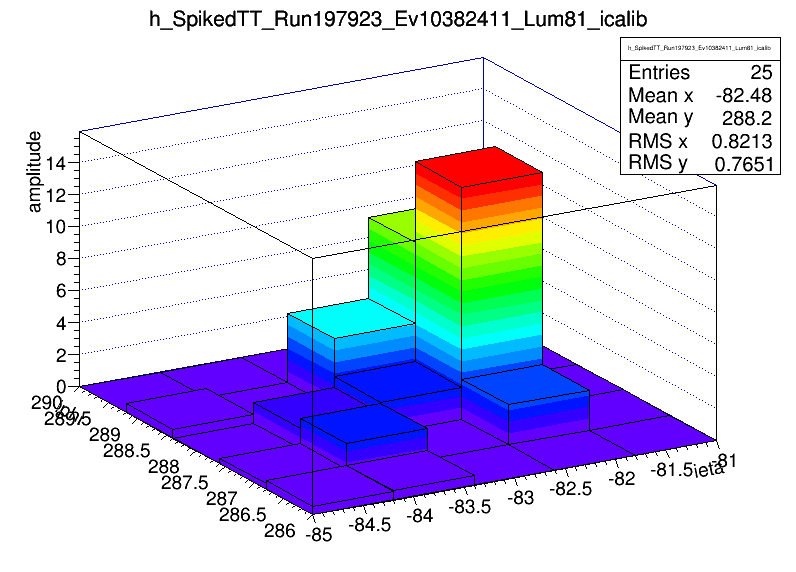 h_SpikedTT_Run197923_Ev10382411_Lum81_icalib
h_SpikedTT_Run197923_Ev10382411_Lum81_icalib
Entries 25
Mean x -82.48
Mean y 288.2
RMS x 0.8213
RMS y 0.7651
amplitude
14
12
10
8
6
4
2
0
290
289.5
289
288.5
288
287.5
287
286.5
286
-85
-84.5
-84
-83.5
-83
-82.5
-82
-81.5
-81
ieta